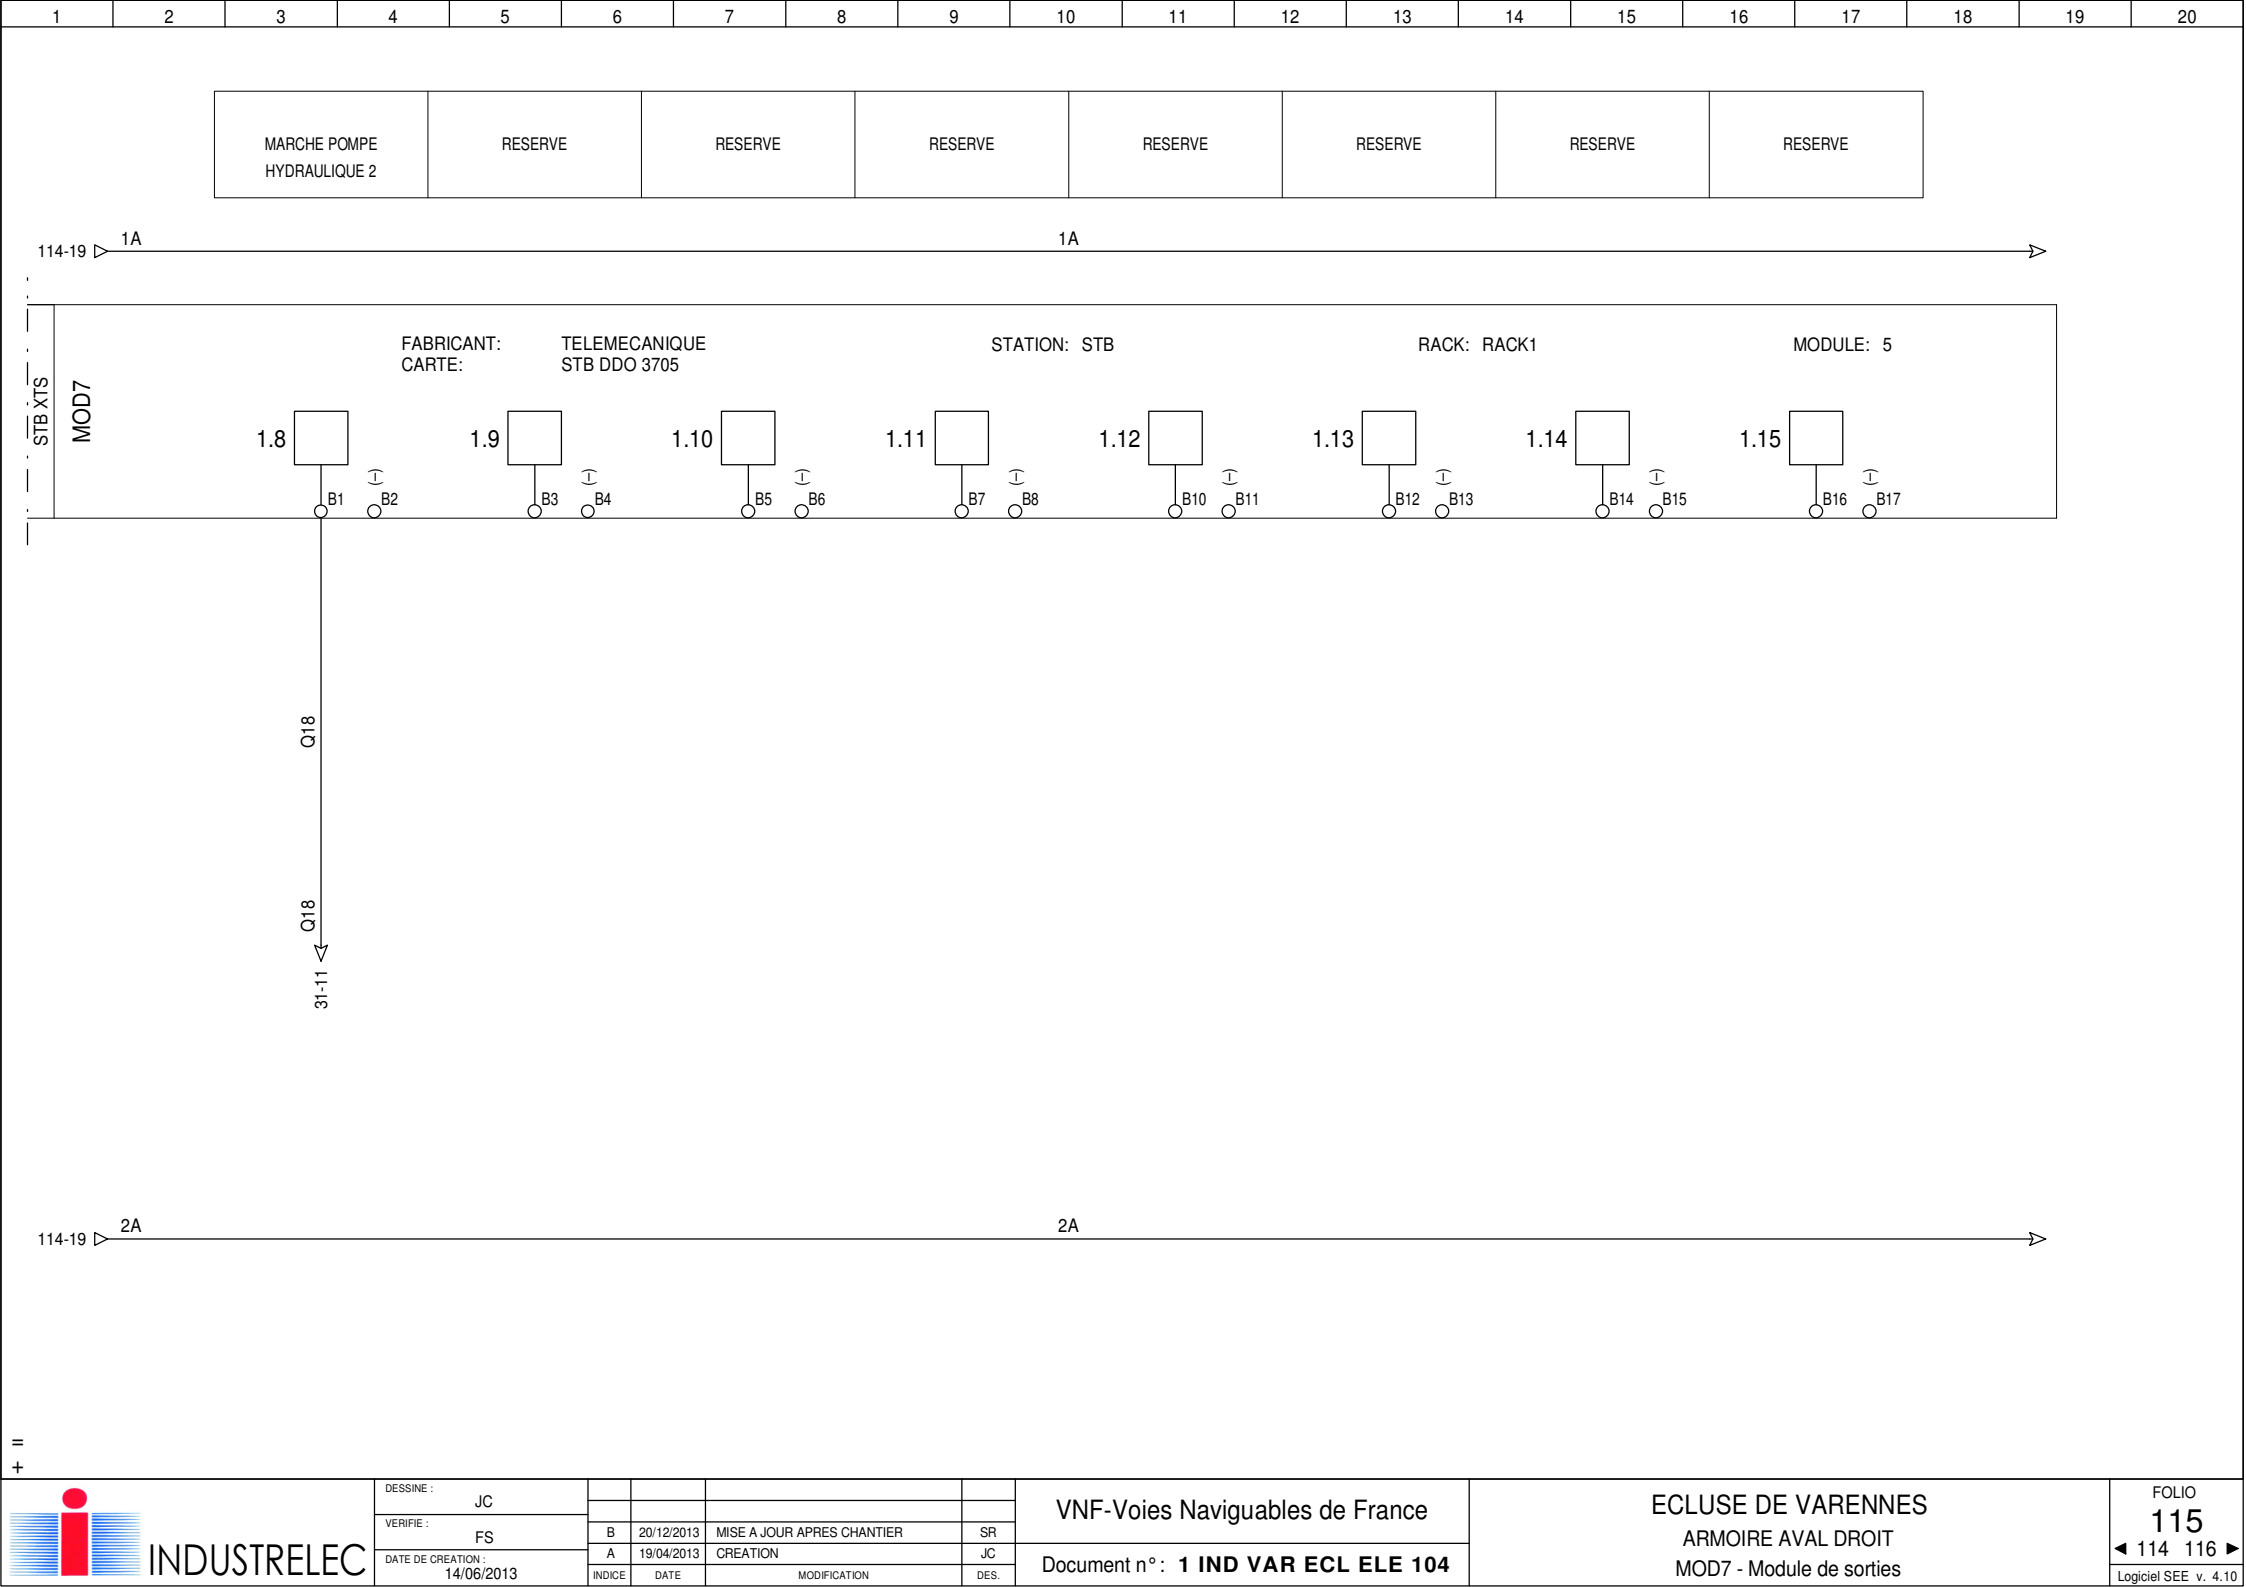 1 2 3 4 5 6 7 8 9 10 11 12 13 14 15 16 17 18 19 20
MARCHE POMPE
HYDRAULIQUE 2
RESERVE RESERVE RESERVE RESERVE RESERVE RESERVE RESERVE
1A 1A
114-19
STB XTS
MOD7
FABRICANT: TELEMECANIQUE STATION: STB RACK: RACK1 MODULE: 5
CARTE: STB DDO 3705
1.8 1.9 1.10 1.11 1.12 1.13 1.14 1.15
(-) (-) (-) (-) (-) (-) (-) (-)
B1 B2 B3 B4 B5 B6 B7 B8 B10 B11 B12 B13 B14 B15 B16 B17
Q18
Q18
31-11
2A 2A
114-19
=
+
INDUSTRELEC
DESSINE :
JC
VERIFIE :
FS
DATE DE CREATION :
14/06/2013
B 20/12/2013 MISE A JOUR APRES CHANTIER SR
A 19/04/2013 CREATION JC
INDICE DATE MODIFICATION DES.
VNF-Voies Naviguables de France
Document n° : 1 IND VAR ECL ELE 104
ECLUSE DE VARENNES
ARMOIRE AVAL DROIT
MOD7 - Module de sorties
FOLIO
115
114 116
Logiciel SEE v. 4.10